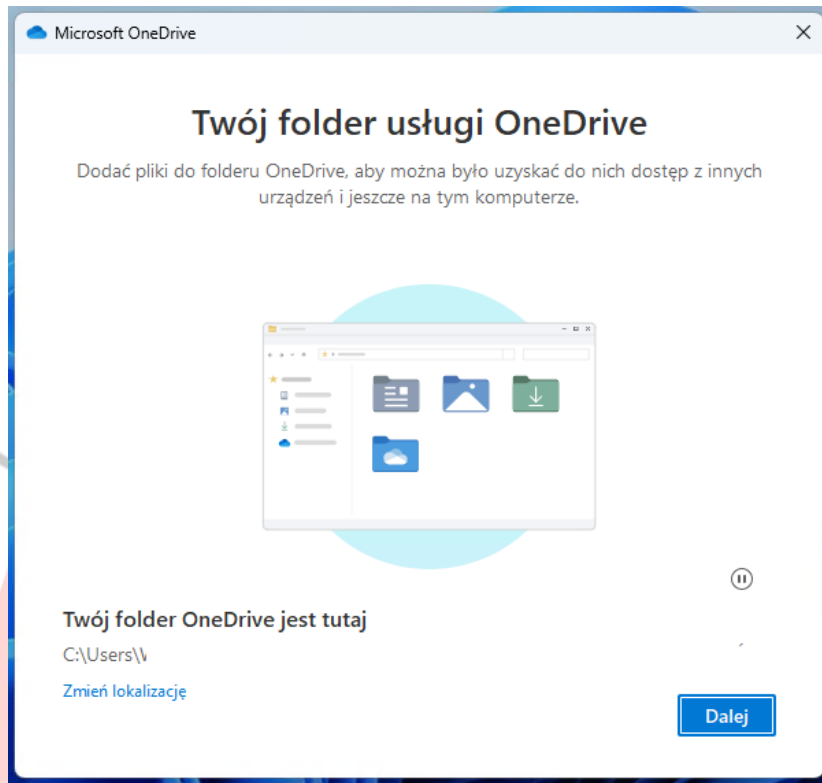 Microsoft OneDrive
Twój folder usługi OneDrive
Dodać pliki do folderu OneDrive, aby można było uzyskać do nich dostęp z innych
urządzeń i jeszcze na tym komputerze.
Twój folder OneDrive jest tutaj
C:\Users\
Zmień lokalizację
Dalej